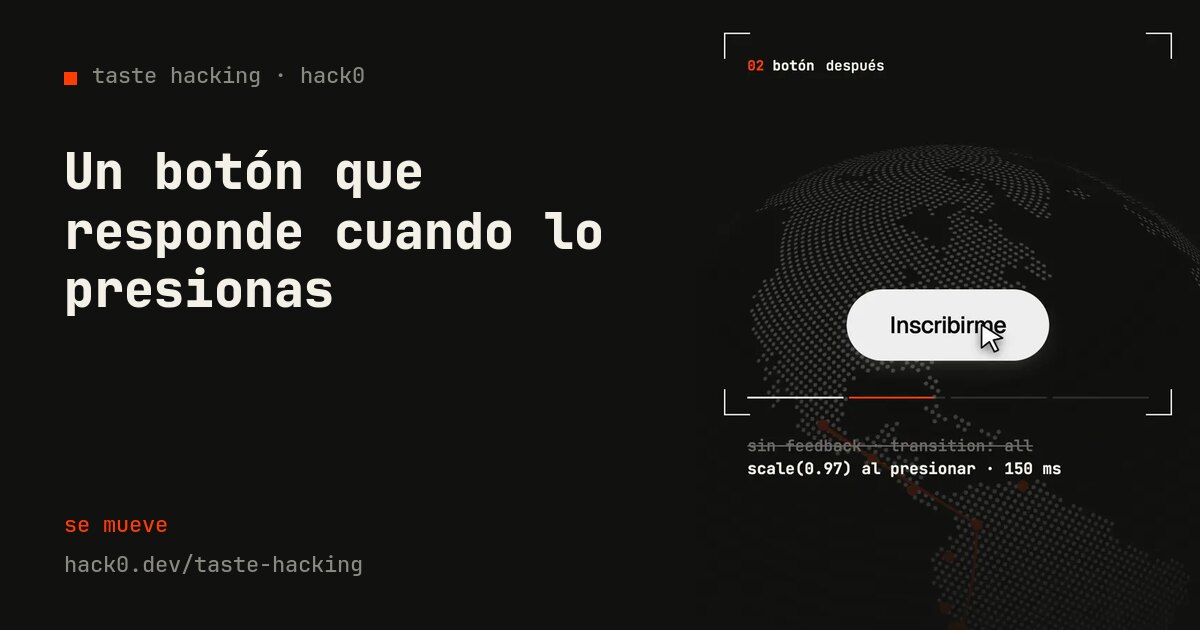 taste hacking · hack0
Un botón que
responde cuando lo
presionas
se mueve
hack0.dev/taste-hacking
02 botón después
Inscribirme
sin feedback · transition: all
scale(0.97) al presionar · 150 ms